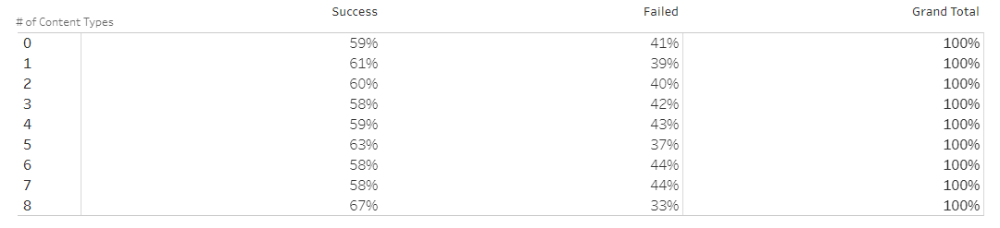 # of Content Types Success Failed Grand Total
0 59% 41% 100%
1 61% 39% 100%
2 60% 40% 100%
3 58% 42% 100%
4 59% 43% 100%
5 63% 37% 100%
6 58% 44% 100%
7 58% 44% 100%
8 67% 33% 100%